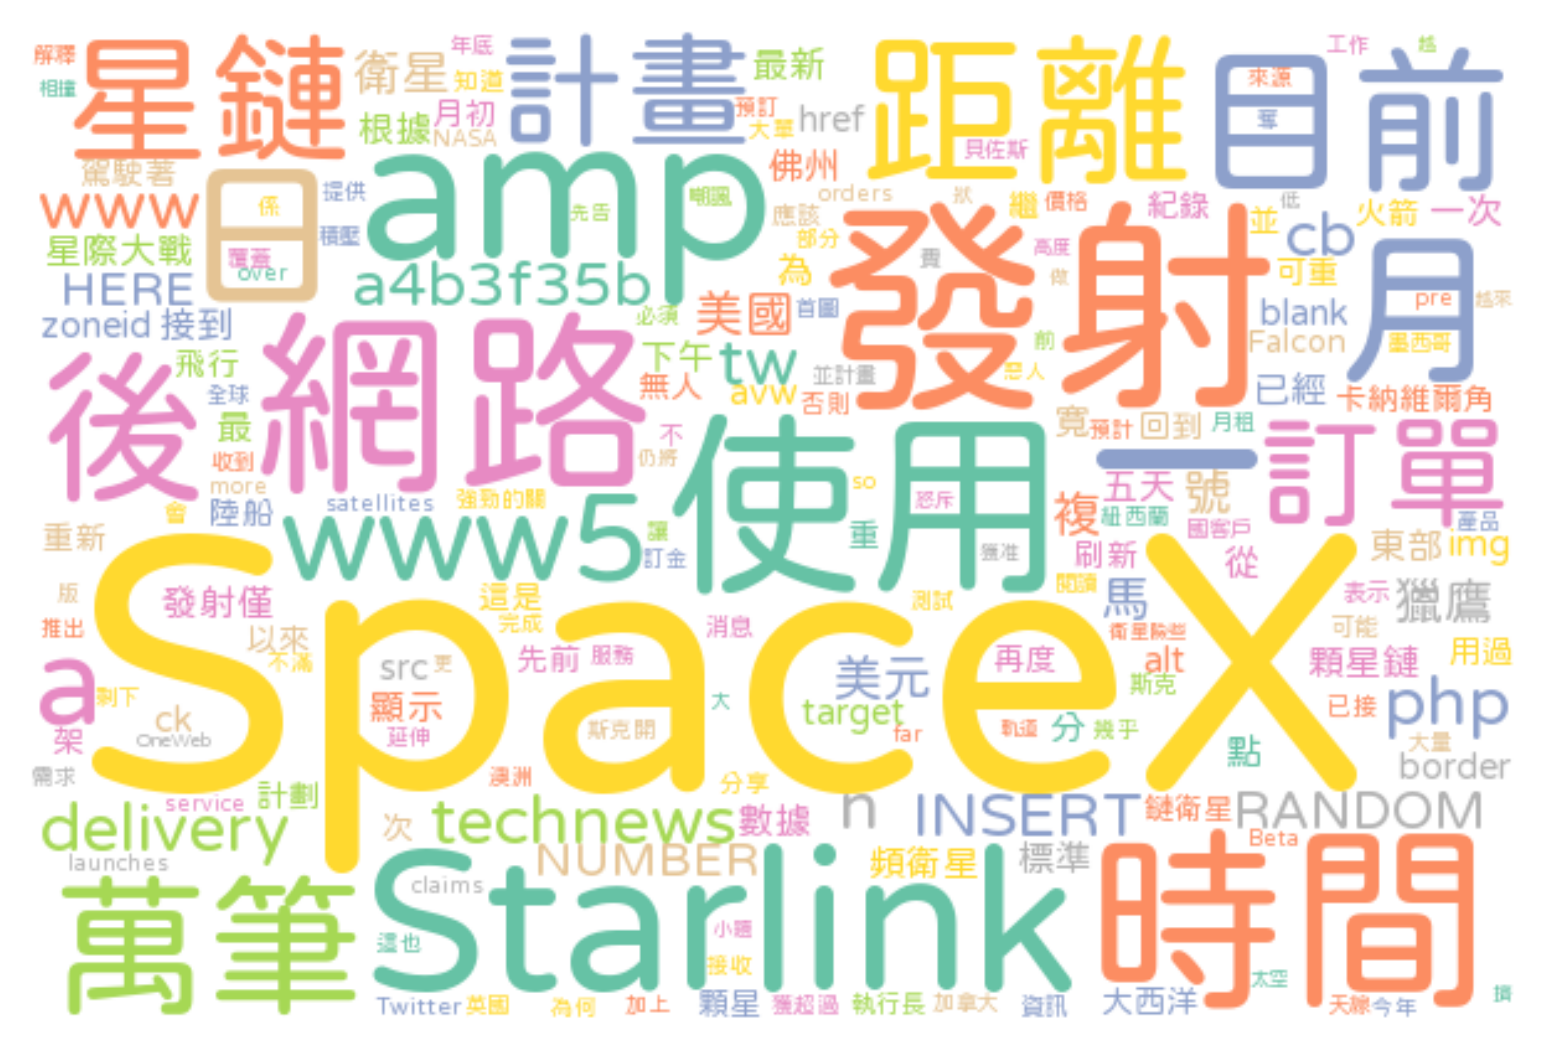 解釋
相撞
星鏈
衛星
年底
知道
計畫
最新
距離
工作
越
目前
來源
奪
根據
月初
NASA
預訂
大單
href
貝佐斯
駕駛著
佛州
www
日
係
提供
amp
先告
嘲諷
orders
應該
部分
狀
繼
價格
紀錄
低
並
火箭
一次
星際大戰
覆蓋
over
積壓
為
發射
費
高度
做
cb
可重
月
HERE
a4b3f35b
美國
首圖
blank
pre
越來
zoneid
接到
必須
Falcon
墨西哥
後
飛行
全球
網路
下午
無人
tw
avw
並計畫
否則
前
惡人
已經
卡納維爾角
最
收到
more
不
仍將
使用
寬
預計
回到
月租
一
訂單
會
陸船
satellites
強勁的關
so
怒斥
複
五天
紐西蘭
號
國客戶
產品
重新
www5
讓
訂金
重
獲准
刷新
從
東部
img
版
發射僅
這是
完成
測試
閱讀
馬
表示
獵鷹
推出
以來
不滿
SpaceX
消息
衛星
可能
a
剩下
src
更
先前
服務
美元
再度
alt
斯克
顆星鏈
用過
架
ck
OneWeb
顯示
延伸
斯克開
大
target
far
軌道
分
幾乎
已接
php
需求
澳洲
分享
點
大量
border
計劃
service
delivery
次
technews
數據
n
INSERT
鏈衛星
RANDOM
launches
NUMBER
頻衛星
標準
Beta
萬筆
claims
Starlink
時間
這也
小題
接收
太空
Twitter
英國
為何
加上
顆星
獲超過
執行長
加拿大
資訊
大西洋
天線
今年
擠